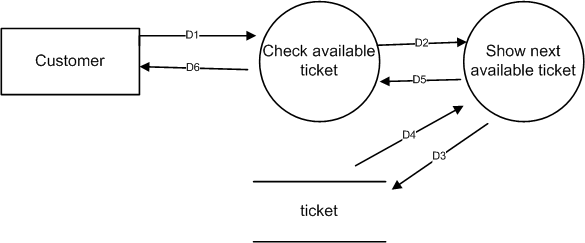 D1
Customer
D6
Check available
ticket
D2
D5
Show next
available ticket
D4
D3
ticket